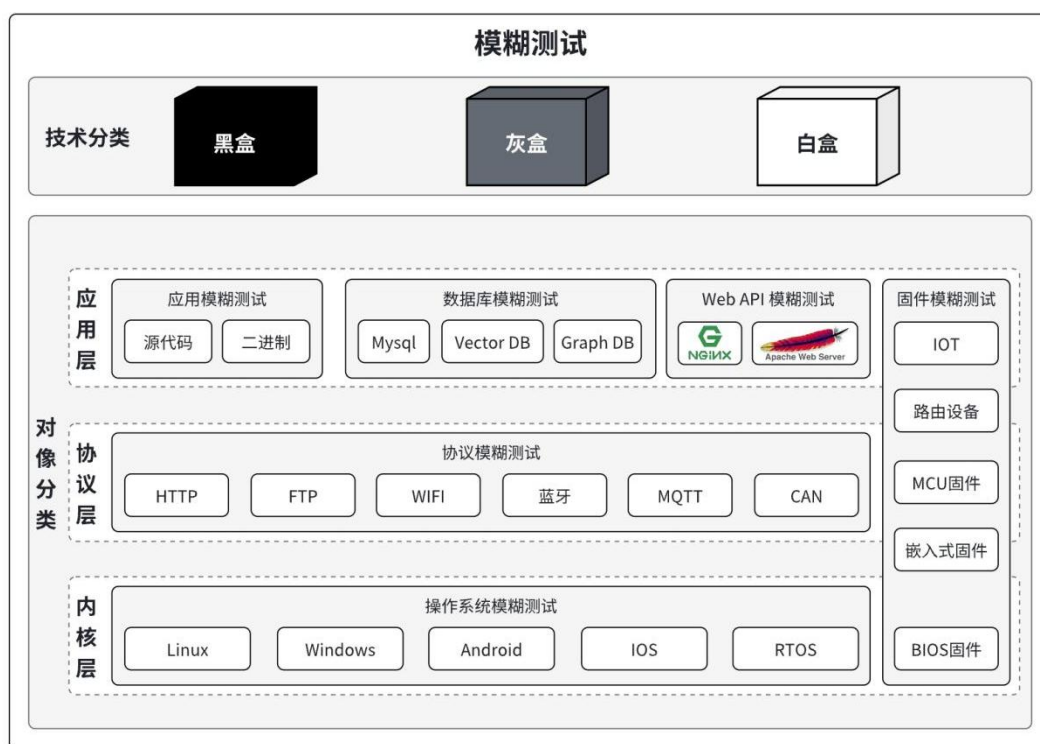 模糊测试
技术分类
黑盒
灰盒
白盒
对像分类
应用层
应用模糊测试
源代码
二进制
数据库模糊测试
Mysql
Vector DB
Graph DB
Web API 模糊测试
NGINX
Apache Web Server
固件模糊测试
IOT
路由设备
MCU固件
嵌入式固件
BIOS固件
协议层
协议模糊测试
HTTP
FTP
WIFI
蓝牙
MQTT
CAN
内核层
操作系统模糊测试
Linux
Windows
Android
IOS
RTOS